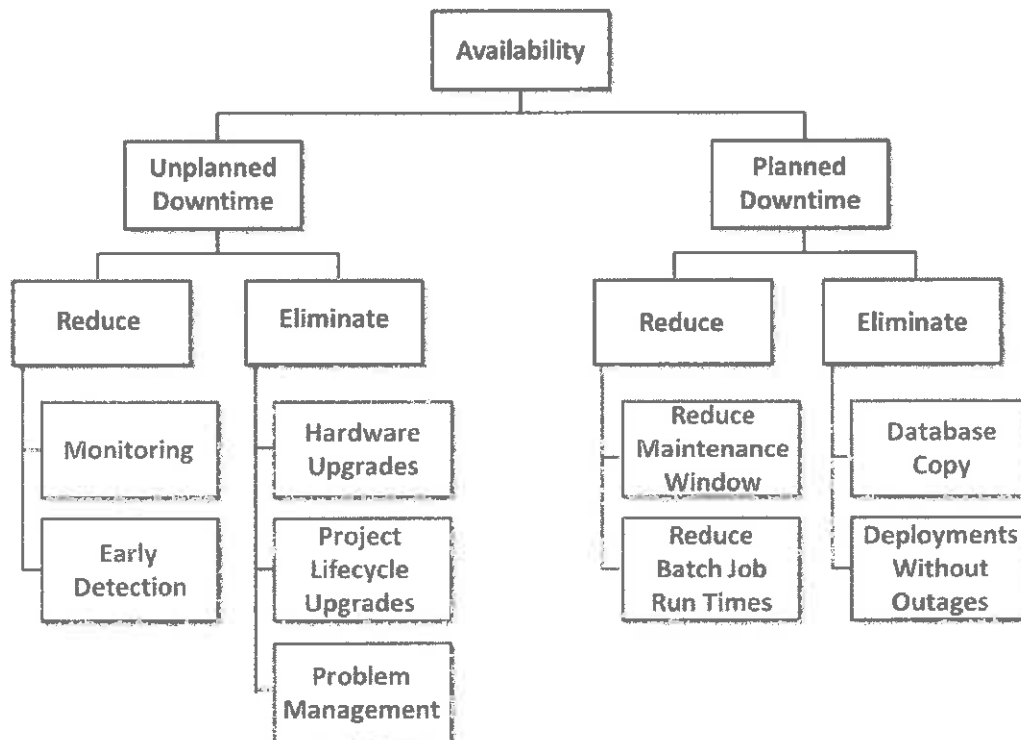 Availability
Unplanned
Downtime
Planned
Downtime
Reduce
Eliminate
Reduce
Eliminate
Monitoring
Hardware
Upgrades
Reduce
Maintenance
Window
Database
Copy
Early
Detection
Project
Lifecycle
Upgrades
Reduce
Batch Job
Run Times
Deployments
Without
Outages
Problem
Management